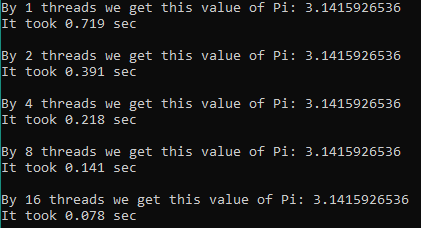 By 1 threads we get this value of Pi: 3.1415926536
It took 0.719 sec
By 2 threads we get this value of Pi: 3.1415926536
It took 0.391 sec
By 4 threads we get this value of Pi: 3.1415926536
It took 0.218 sec
By 8 threads we get this value of Pi: 3.1415926536
It took 0.141 sec
By 16 threads we get this value of Pi: 3.1415926536
It took 0.078 sec